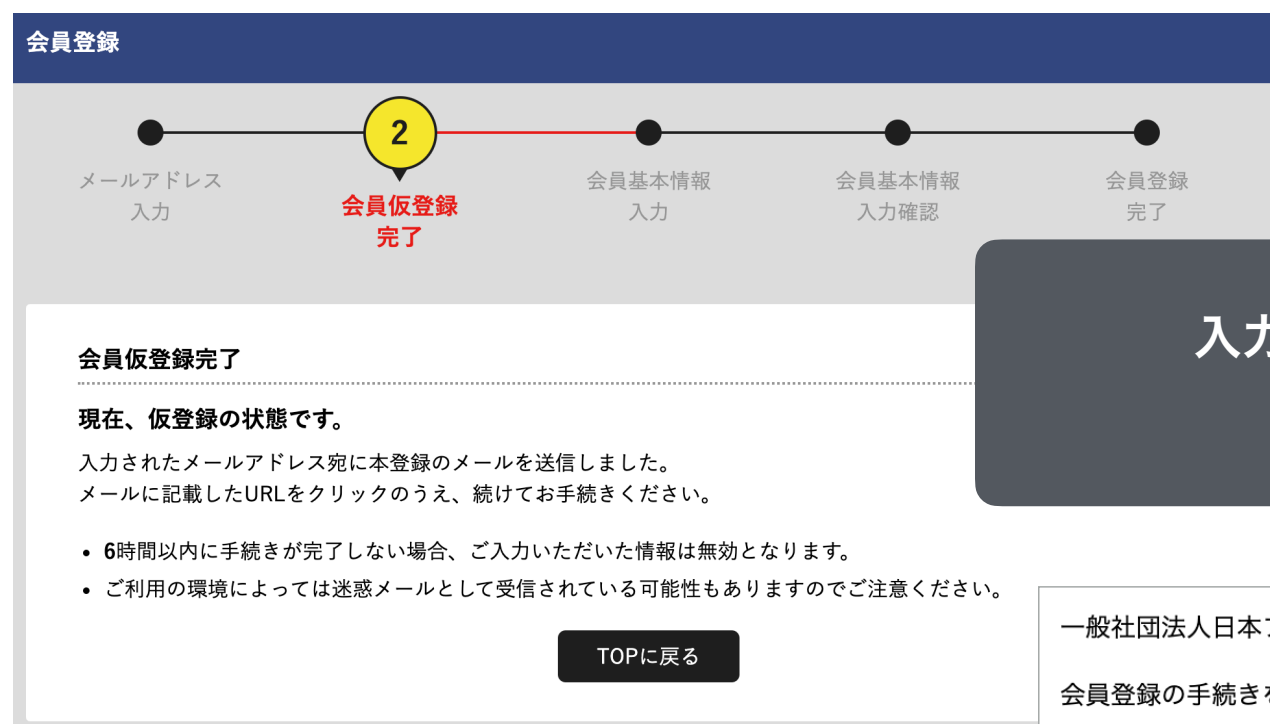 会員登録
2
メールアドレス
入力
会員仮登録
完了
会員基本情報
入力
会員基本情報
入力確認
会員登録
完了
入力
会員仮登録完了
現在、仮登録の状態です。
入力されたメールアドレス宛に本登録のメールを送信しました。
メールに記載したURLをクリックのうえ、続けてお手続きください。
• 6時間以内に手続きが完了しない場合、ご入力いただいた情報は無効となります。
• ご利用の環境によっては迷惑メールとして受信されている可能性もありますのでご注意ください。
TOPに戻る
一般社団法人日本
会員登録の手続き